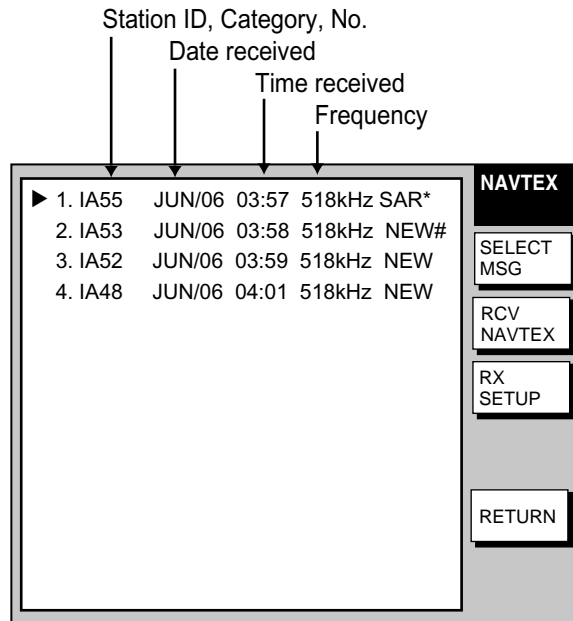 Station ID, Category, No.
Date received
Time received
Frequency
▶ 1. IA55 JUN/06 03:57 518kHz SAR*
2. IA53 JUN/06 03:58 518kHz NEW#
3. IA52 JUN/06 03:59 518kHz NEW
4. IA48 JUN/06 04:01 518kHz NEW
NAVTEX
SELECT
MSG
RCV
NAVTEX
RX
SETUP
RETURN